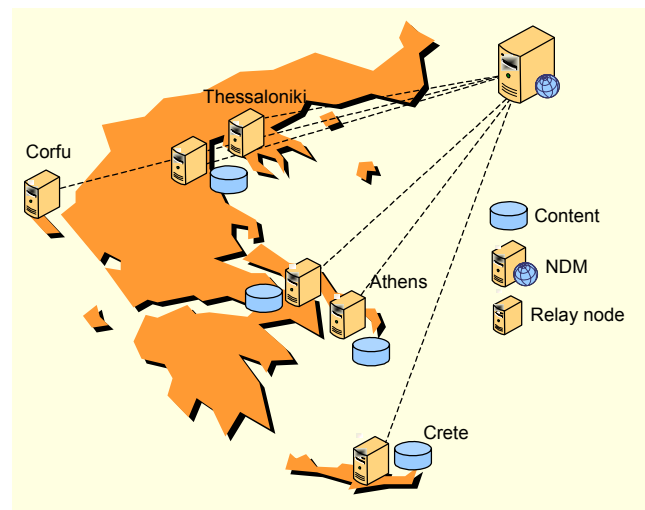 Thessaloniki
Corfu
Content
NDM
Athens
Relay node
Crete